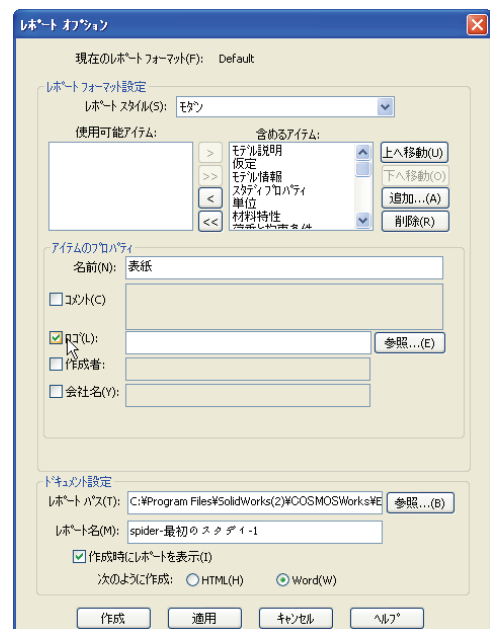 レポート オプション
現在のレポート フォーマット(F): Default
レポート フォーマット設定
レポート スタイル(S): モダン
使用可能アイテム:
含めるアイテム:
モデル説明
仮定
モデル情報
スタディ プロパティ
単位
材料特性
荷重と拘束条件
>
>>
<
<<
上へ移動(U)
下へ移動(O)
追加...(A)
削除(R)
アイテムのプロパティ
名前(N): 表紙
コメント(C)
ロゴ(L): 参照...(E)
作成者:
会社名(Y):
ドキュメント設定
レポート パス(T): C:¥Program Files¥SolidWorks(2)¥COSMOSWorks¥E 参照...(B)
レポート名(M): spider-最初のスタディ-1
作成時にレポートを表示(I)
次のように作成: HTML(H) Word(W)
作成 適用 キャンセル ヘルプ